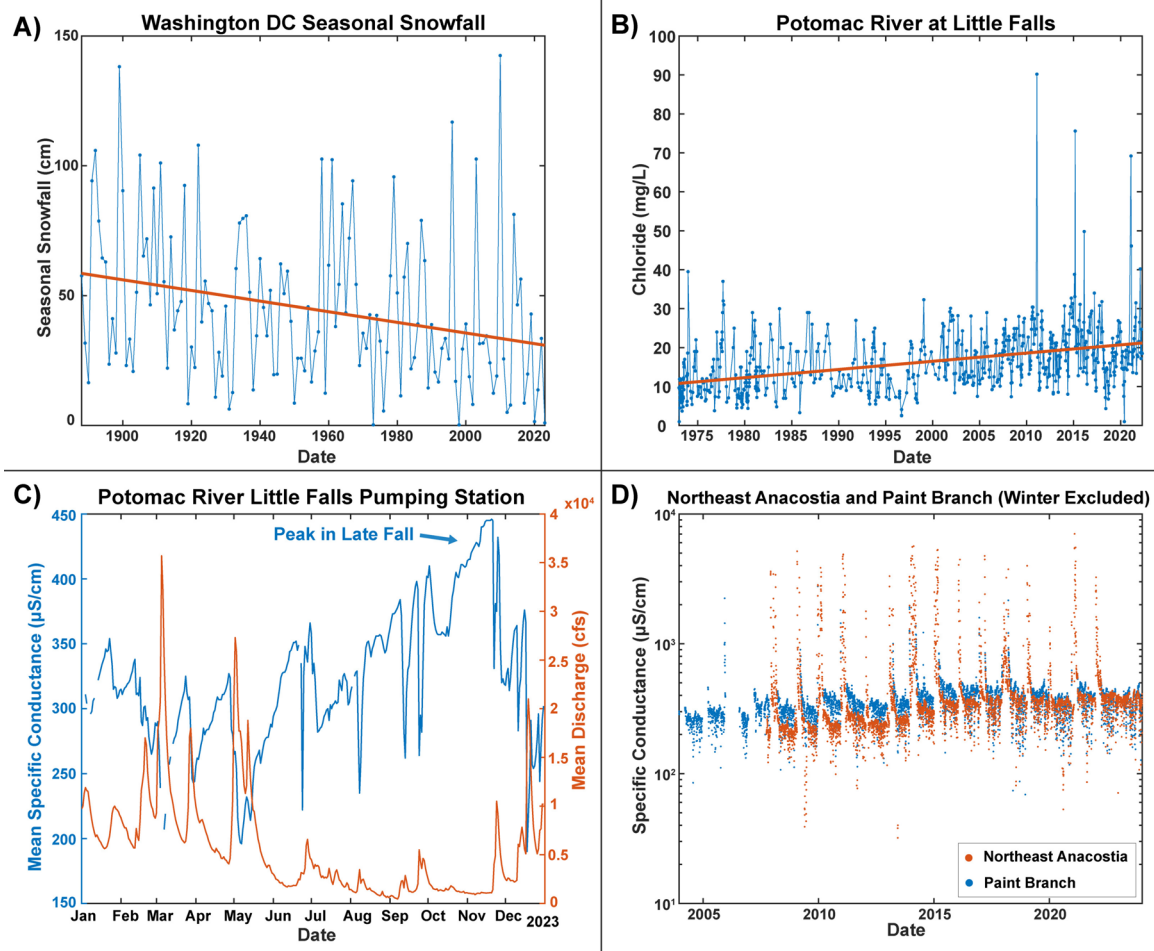 A)
Washington DC Seasonal Snowfall
150
100
50
0
Seasonal Snowfall (cm)
1900 1920 1940 1960 1980 2000 2020
Date
B)
Potomac River at Little Falls
100
90
80
70
60
50
40
30
20
10
0
Chloride (mg/L)
1975 1980 1985 1990 1995 2000 2005 2010 2015 2020
Date
C)
Potomac River Little Falls Pumping Station
x10⁴
450
400
350
300
250
200
150
Mean Specific Conductance (µS/cm)
Peak in Late Fall
4
3.5
3
2.5
2
1.5
1
0.5
0
Mean Discharge (cfs)
Jan Feb Mar Apr May Jun Jul Aug Sep Oct Nov Dec 2023
Date
D)
Northeast Anacostia and Paint Branch (Winter Excluded)
10⁴
10³
10²
10¹
Specific Conductance (µS/cm)
Northeast Anacostia
Paint Branch
2005 2010 2015 2020
Date